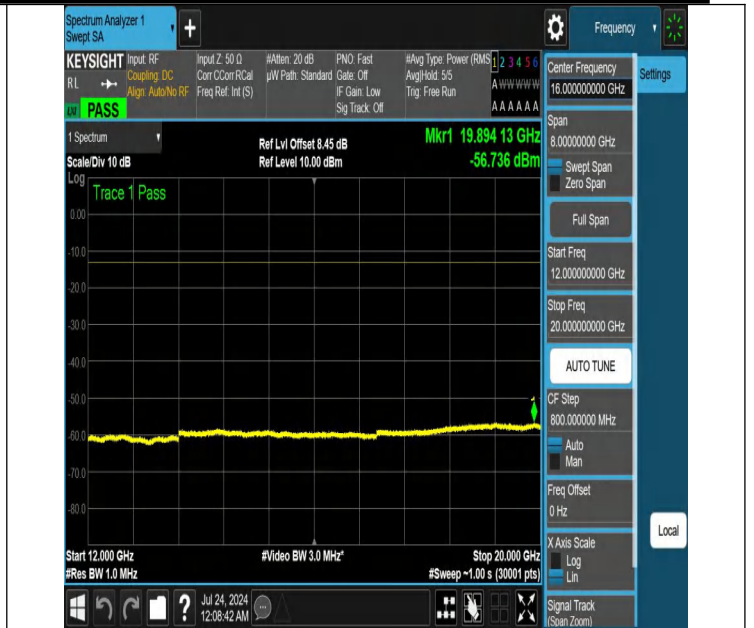 Spectrum Analyzer 1
Swept SA
+
Frequency
KEYSIGHT
RL
PASS
Input: RF
Coupling: DC
Align: Auto/No RF
Input Z: 50 Ω
Corr CCorr RCal
Freq Ref: Int (S)
#Atten: 20 dB
µW Path: Standard
PNO: Fast
Gate: Off
IF Gain: Low
Sig Track: Off
#Avg Type: Power (RMS
Avg|Hold: 5/5
Trig: Free Run
1 2 3 4 5 6
A W W W W W
A A A A A A
1 Spectrum
Scale/Div 10 dB
Ref Lvl Offset 8.45 dB
Ref Level 10.00 dBm
Mkr1 19.894 13 GHz
-56.736 dBm
Log
Trace 1 Pass
0.00
-10.0
-20.0
-30.0
-40.0
-50.0
-60.0
-70.0
-80.0
Start 12.000 GHz
#Res BW 1.0 MHz
#Video BW 3.0 MHz*
Stop 20.000 GHz
#Sweep ~1.00 s (30001 pts)
Center Frequency
16.000000000 GHz
Span
8.00000000 GHz
Swept Span
Zero Span
Full Span
Start Freq
12.000000000 GHz
Stop Freq
20.000000000 GHz
AUTO TUNE
CF Step
800.000000 MHz
Auto
Man
Freq Offset
0 Hz
X Axis Scale
Log
Lin
Signal Track
(Span Zoom)
Settings
Local
?
Jul 24, 2024
12:08:42 AM